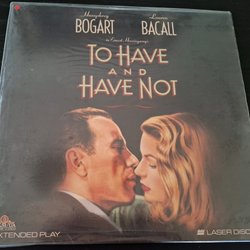 Humphrey Lauren
BOGART BACALL
in Ernest Hemingway's
TO HAVE
AND
HAVE NOT
EXTENDED PLAY
LASER DISC